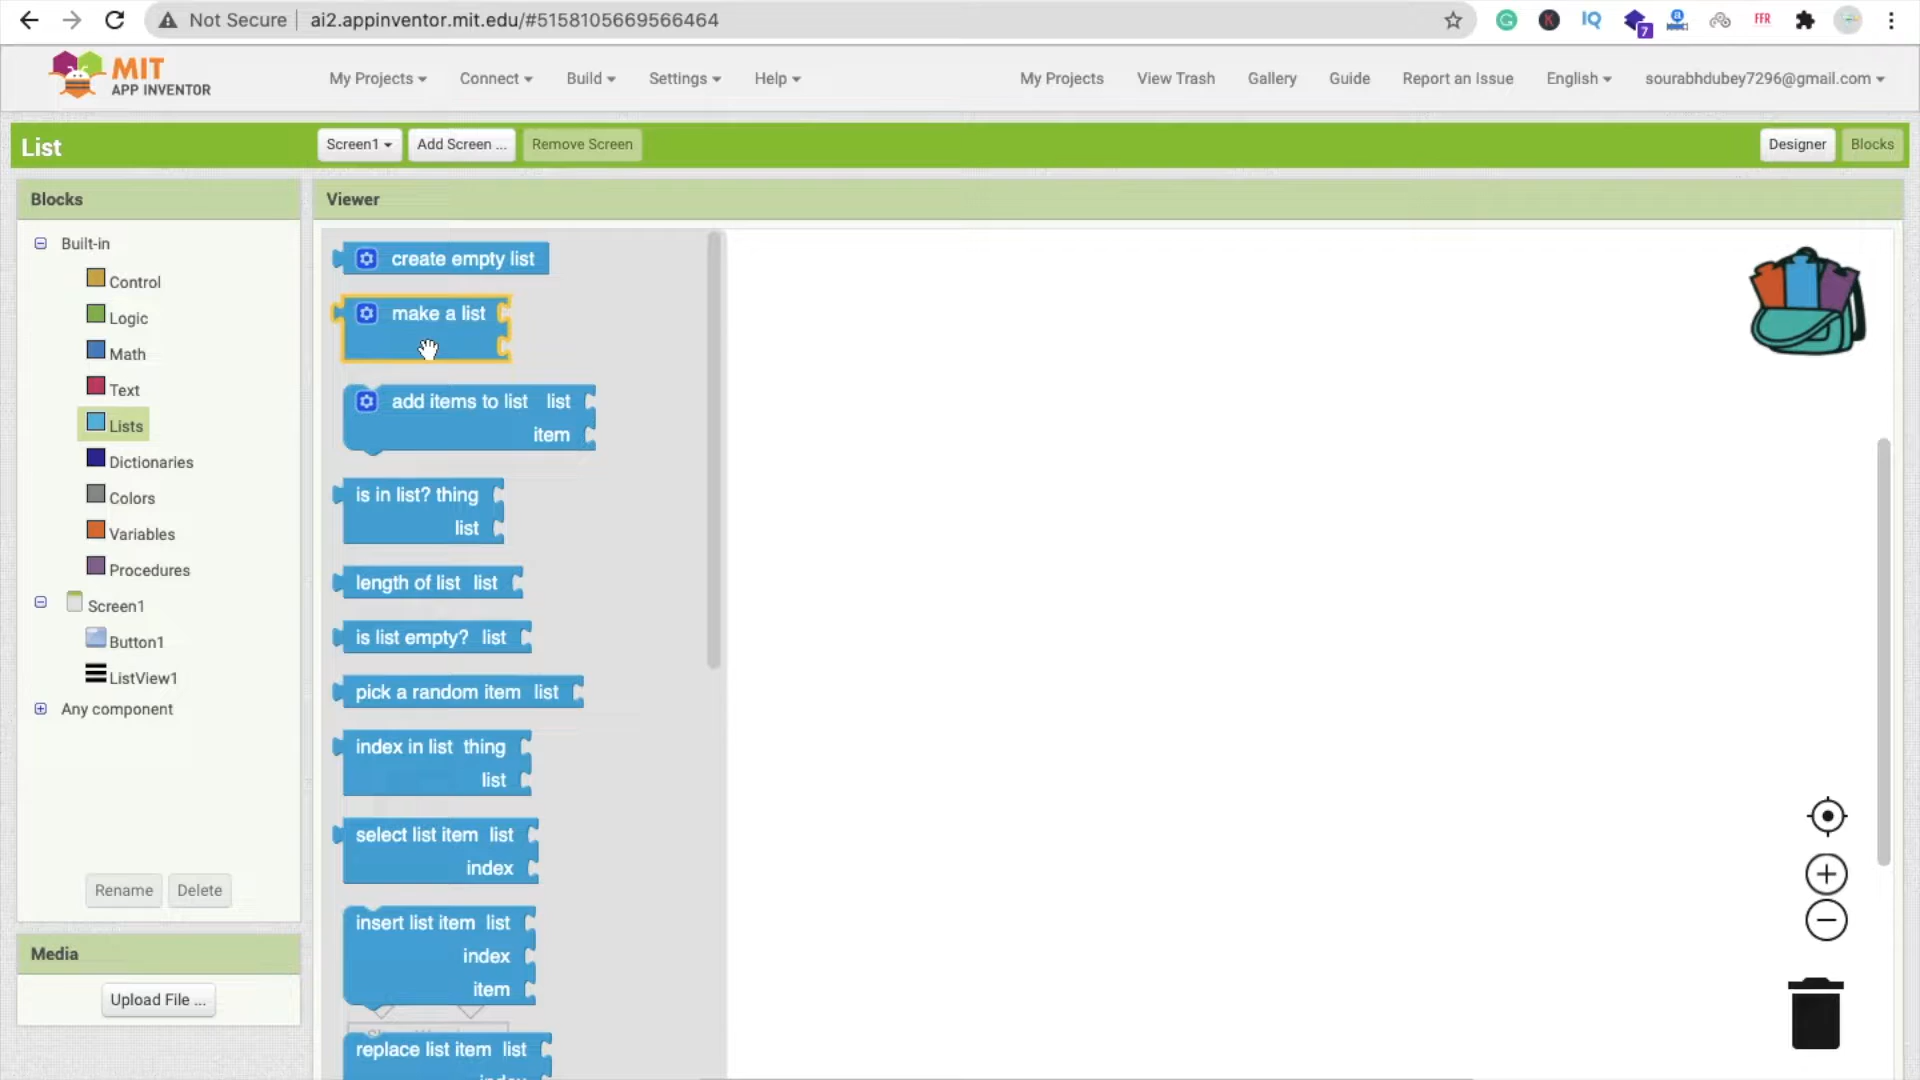 Not Secure
ai2.appinventor.mit.edu/#5158105669566464
IQ
7
FFR
MIT
APP INVENTOR
My Projects
Connect
Build
Settings
Help
My Projects
View Trash
Gallery
Guide
Report an Issue
English
sourabhdubey7296@gmail.com
List
Screen1
Add Screen ...
Remove Screen
Designer
Blocks
Blocks
Viewer
Built-in
Control
Logic
Math
Text
Lists
Dictionaries
Colors
Variables
Procedures
Screen1
Button1
ListView1
Any component
Rename
Delete
Media
Upload File ...
create empty list
make a list
add items to list list
item
is in list? thing
list
length of list list
is list empty? list
pick a random item list
index in list thing
list
select list item list
index
insert list item list
index
item
replace list item list
index